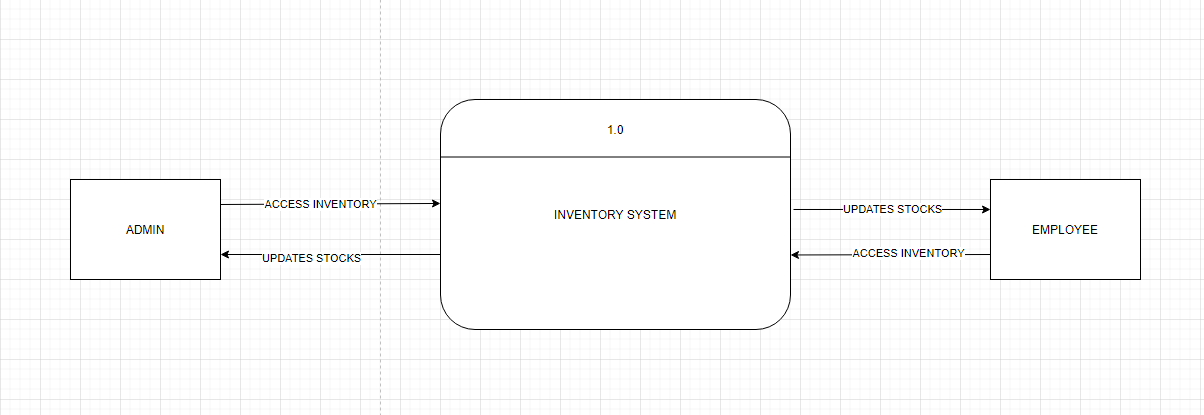 1.0
ACCESS INVENTORY
INVENTORY SYSTEM
UPDATES STOCKS
ADMIN
EMPLOYEE
UPDATES STOCKS
ACCESS INVENTORY